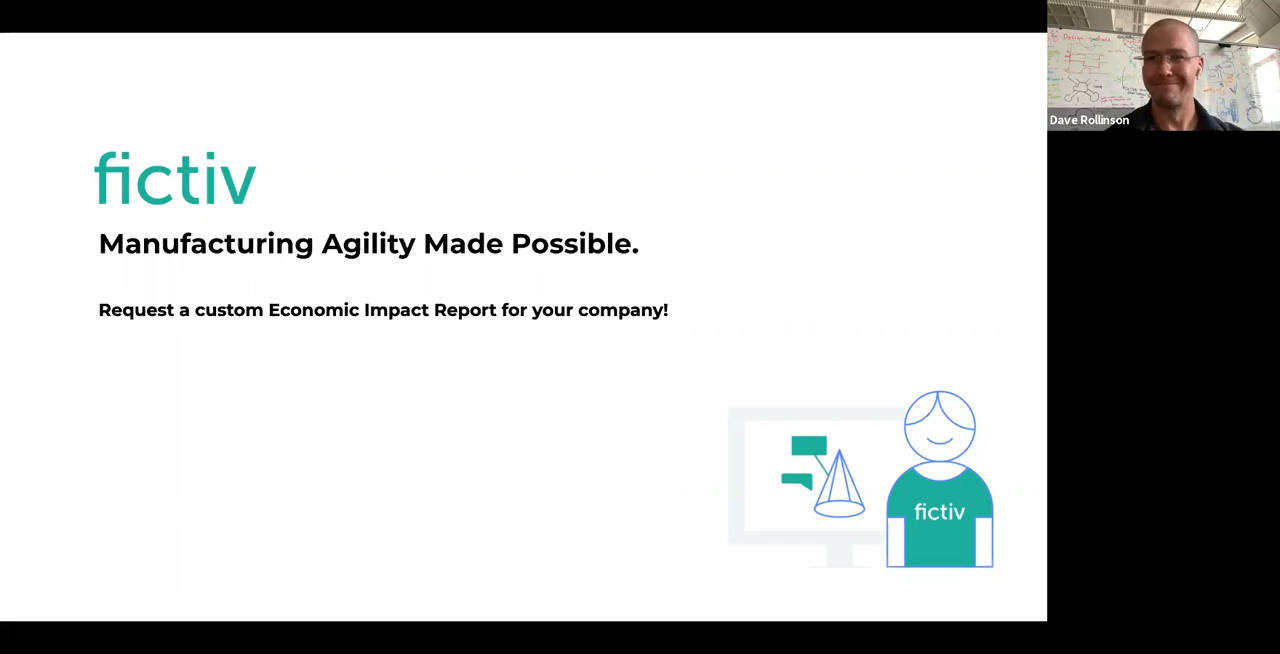 fictiv
Manufacturing Agility Made Possible.
Request a custom Economic Impact Report for your company!
fictiv
Dave Rollinson